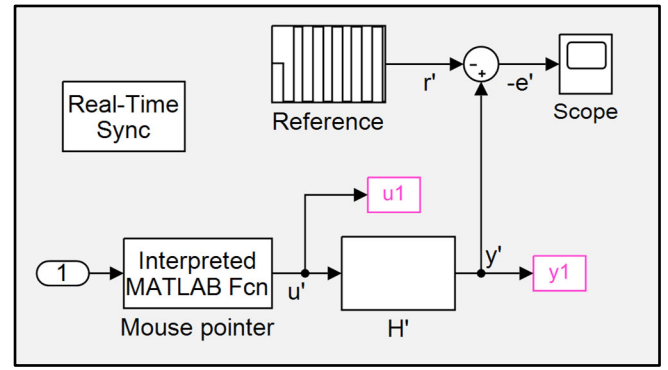 Real-Time
Sync
Reference
r'
-
+
-e'
Scope
u1
1
Interpreted
MATLAB Fcn
Mouse pointer
u'
H'
y'
y1